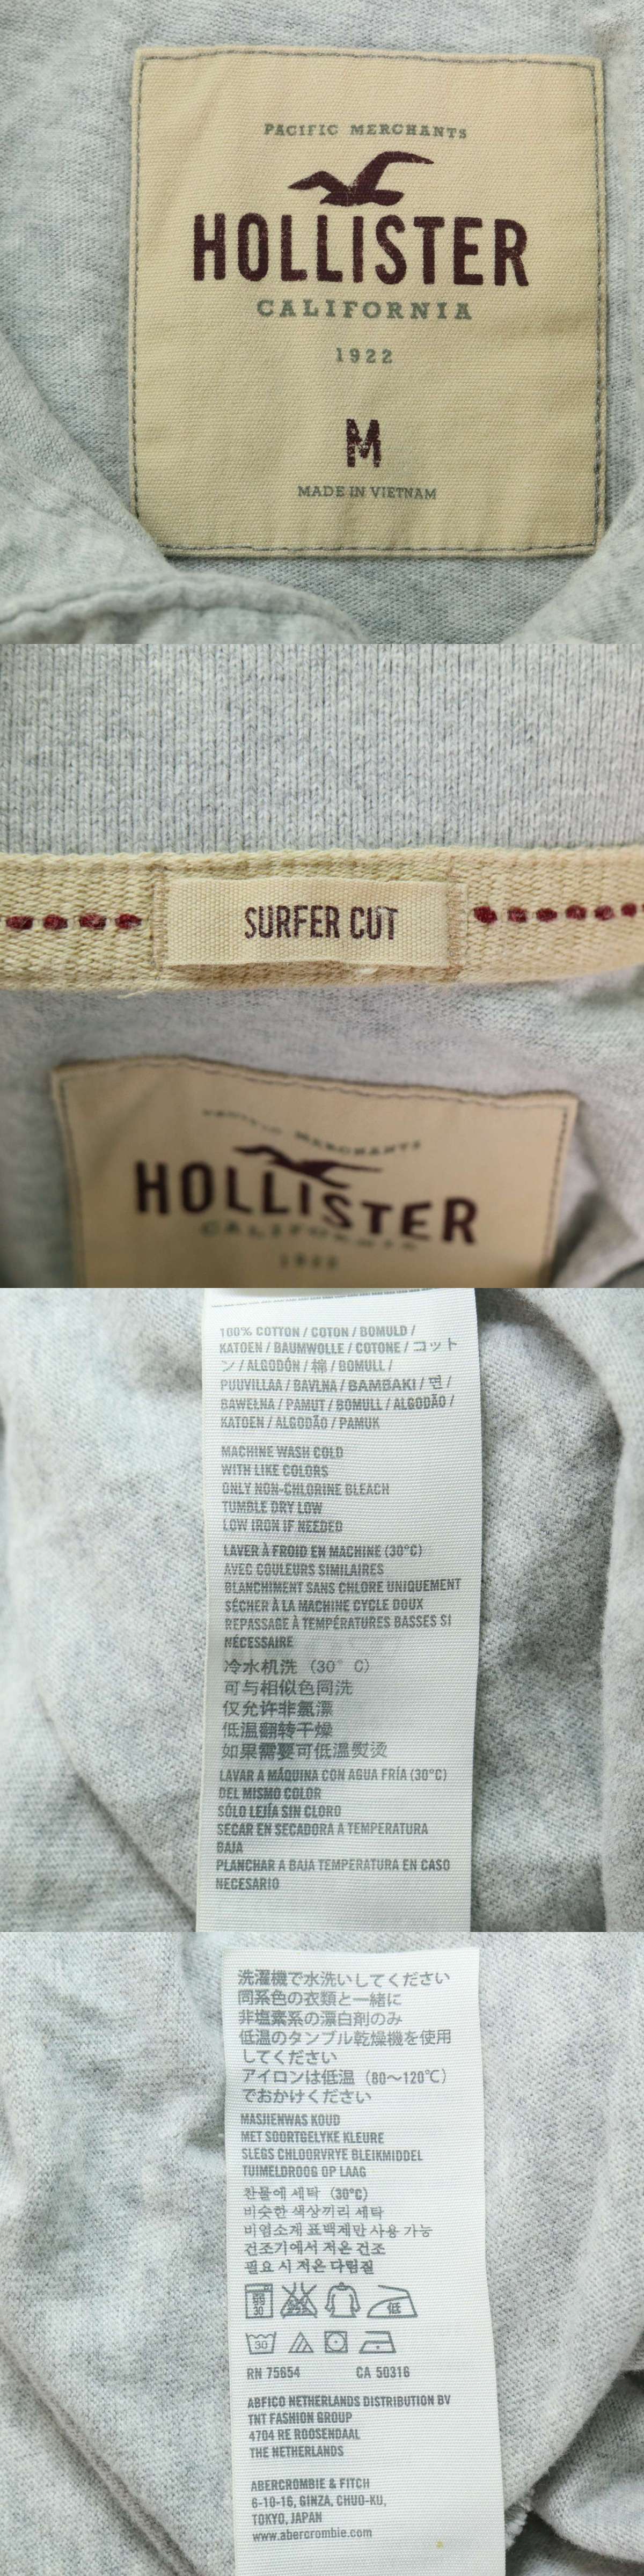 PACIFIC MERCHANTS
HOLLISTER
CALIFORNIA
1922
M
MADE IN VIETNAM
SURFER CUT
PACIFIC MERCHANTS
HOLLISTER
CALIFORNIA
1922
100% COTTON / COTON / BOMULD /
KATOEN / BAUMWOLLE / COTONE / コット
ン / ALGODÓN / 棉 / BOMULL /
PUUVILLAA / BAVLNA / BAMBAKI / 면 /
BAWEŁNA / PAMUT / BOMULL / ALGODÃO /
KATOEN / ALGODÃO / PAMUK
MACHINE WASH COLD
WITH LIKE COLORS
ONLY NON-CHLORINE BLEACH
TUMBLE DRY LOW
LOW IRON IF NEEDED
LAVER À FROID EN MACHINE (30°C)
AVEC COULEURS SIMILAIRES
BLANCHIMENT SANS CHLORE UNIQUEMENT
SÉCHER À LA MACHINE CYCLE DOUX
REPASSAGE À TEMPÉRATURES BASSES SI
NÉCESSAIRE
冷水机洗 (30° C)
可与相似色同洗
仅允许非氯漂
低温翻转干燥
如果需要可低温熨烫
LAVAR A MÁQUINA CON AGUA FRÍA (30°C)
DEL MISMO COLOR
SÓLO LEJÍA SIN CLORO
SECAR EN SECADORA A TEMPERATURA
BAJA
PLANCHAR A BAJA TEMPERATURA EN CASO
NECESARIO
洗濯機で水洗いしてください
同系色の衣類と一緒に
非塩素系の漂白剤のみ
低温のタンブル乾燥機を使用
してください
アイロンは低温 (80～120℃)
でおかけください
MASJIENWAS KOUD
MET SOORTGELYKE KLEURE
SLEGS CHLOORVRYE BLEIKMIDDEL
TUIMELDROOG OP LAAG
찬물에 세탁 (30°C)
비슷한 색상끼리 세탁
비염소계 표백제만 사용 가능
건조기에서 저온 건조
필요 시 저온 다림질
30 低
30
RN 75654 CA 50316
ABFICO NETHERLANDS DISTRIBUTION BV
TNT FASHION GROUP
4704 RE ROOSENDAAL
THE NETHERLANDS
ABERCROMBIE & FITCH
6-10-16, GINZA, CHUO-KU,
TOKYO, JAPAN
www.abercrombie.com